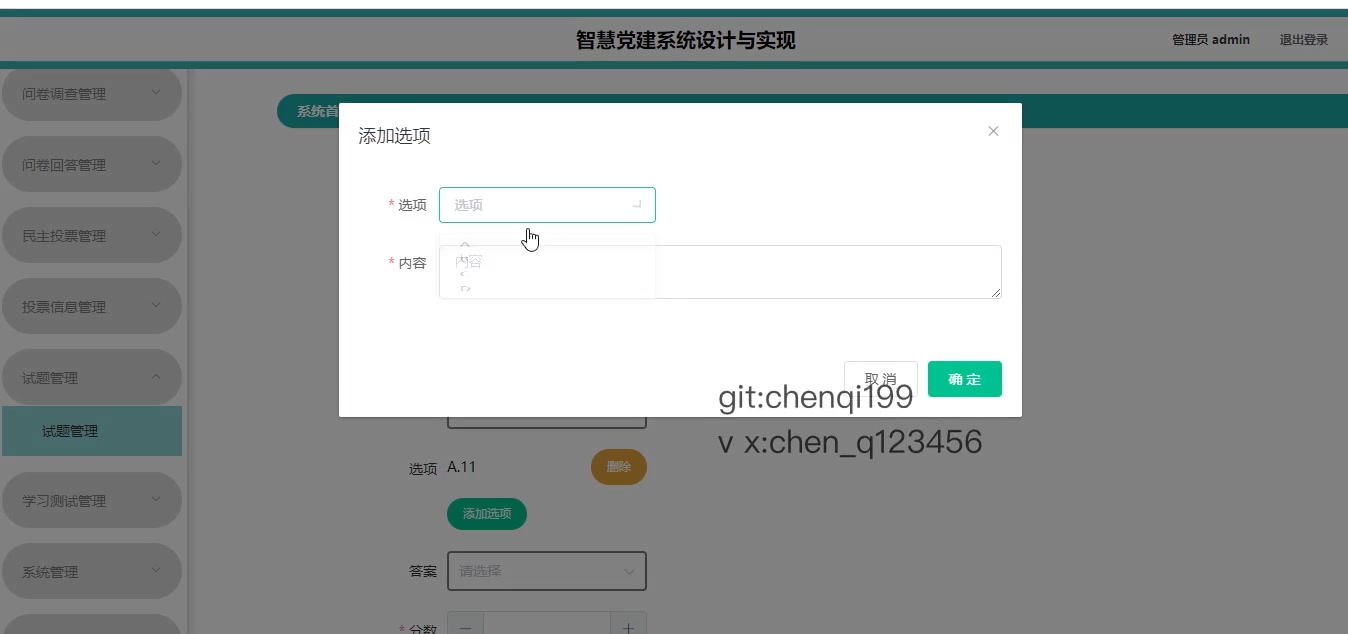 智慧党建系统设计与实现
管理员 admin
退出登录
问卷调查管理
问卷回答管理
民主投票管理
投票信息管理
试题管理
试题管理
学习测试管理
系统管理
系统首
添加选项
* 选项
选项
* 内容
内容
取 消
确 定
git:chenqi199
v x:chen_q123456
选项
A.11
删除
添加选项
答案
请选择
* 分数